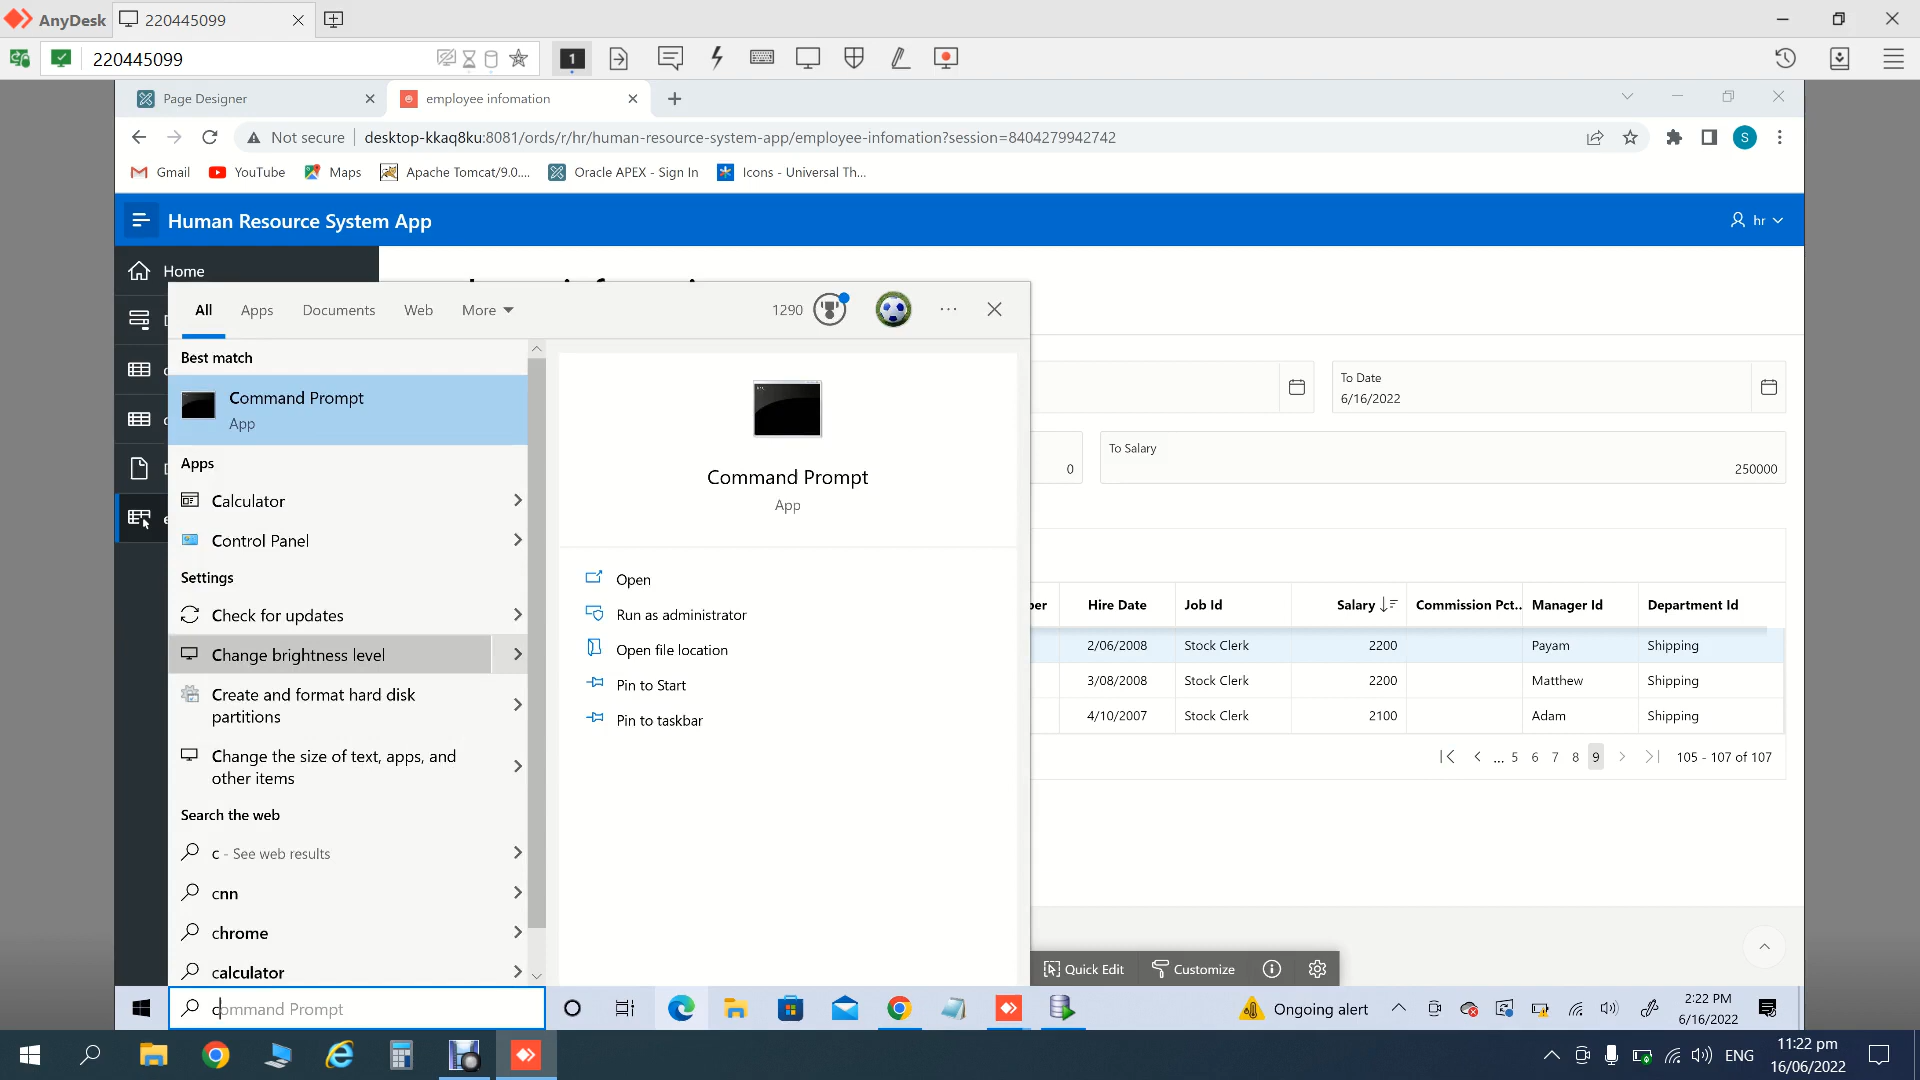 AnyDesk
220445099
220445099
1
Page Designer
employee infomation
Not secure
desktop-kkaq8ku:8081/ords/r/hr/human-resource-system-app/employee-infomation?session=8404279942742
S
Gmail
YouTube
Maps
Apache Tomcat/9.0....
Oracle APEX - Sign In
Icons - Universal Th...
Human Resource System App
hr
Home
All
Apps
Documents
Web
More
1290
Best match
Command Prompt
App
Apps
Calculator
Control Panel
Settings
Check for updates
Change brightness level
Create and format hard disk
partitions
Change the size of text, apps, and
other items
Search the web
c - See web results
cnn
chrome
calculator
Command Prompt
App
Open
Run as administrator
Open file location
Pin to Start
Pin to taskbar
To Date
6/16/2022
0
To Salary
250000
Hire Date Job Id Salary Commission Pct.. Manager Id Department Id
2/06/2008 Stock Clerk 2200 Payam Shipping
3/08/2008 Stock Clerk 2200 Matthew Shipping
4/10/2007 Stock Clerk 2100 Adam Shipping
... 5 6 7 8 9 105 - 107 of 107
Quick Edit
Customize
command Prompt
Ongoing alert
2:22 PM
6/16/2022
ENG
11:22 pm
16/06/2022